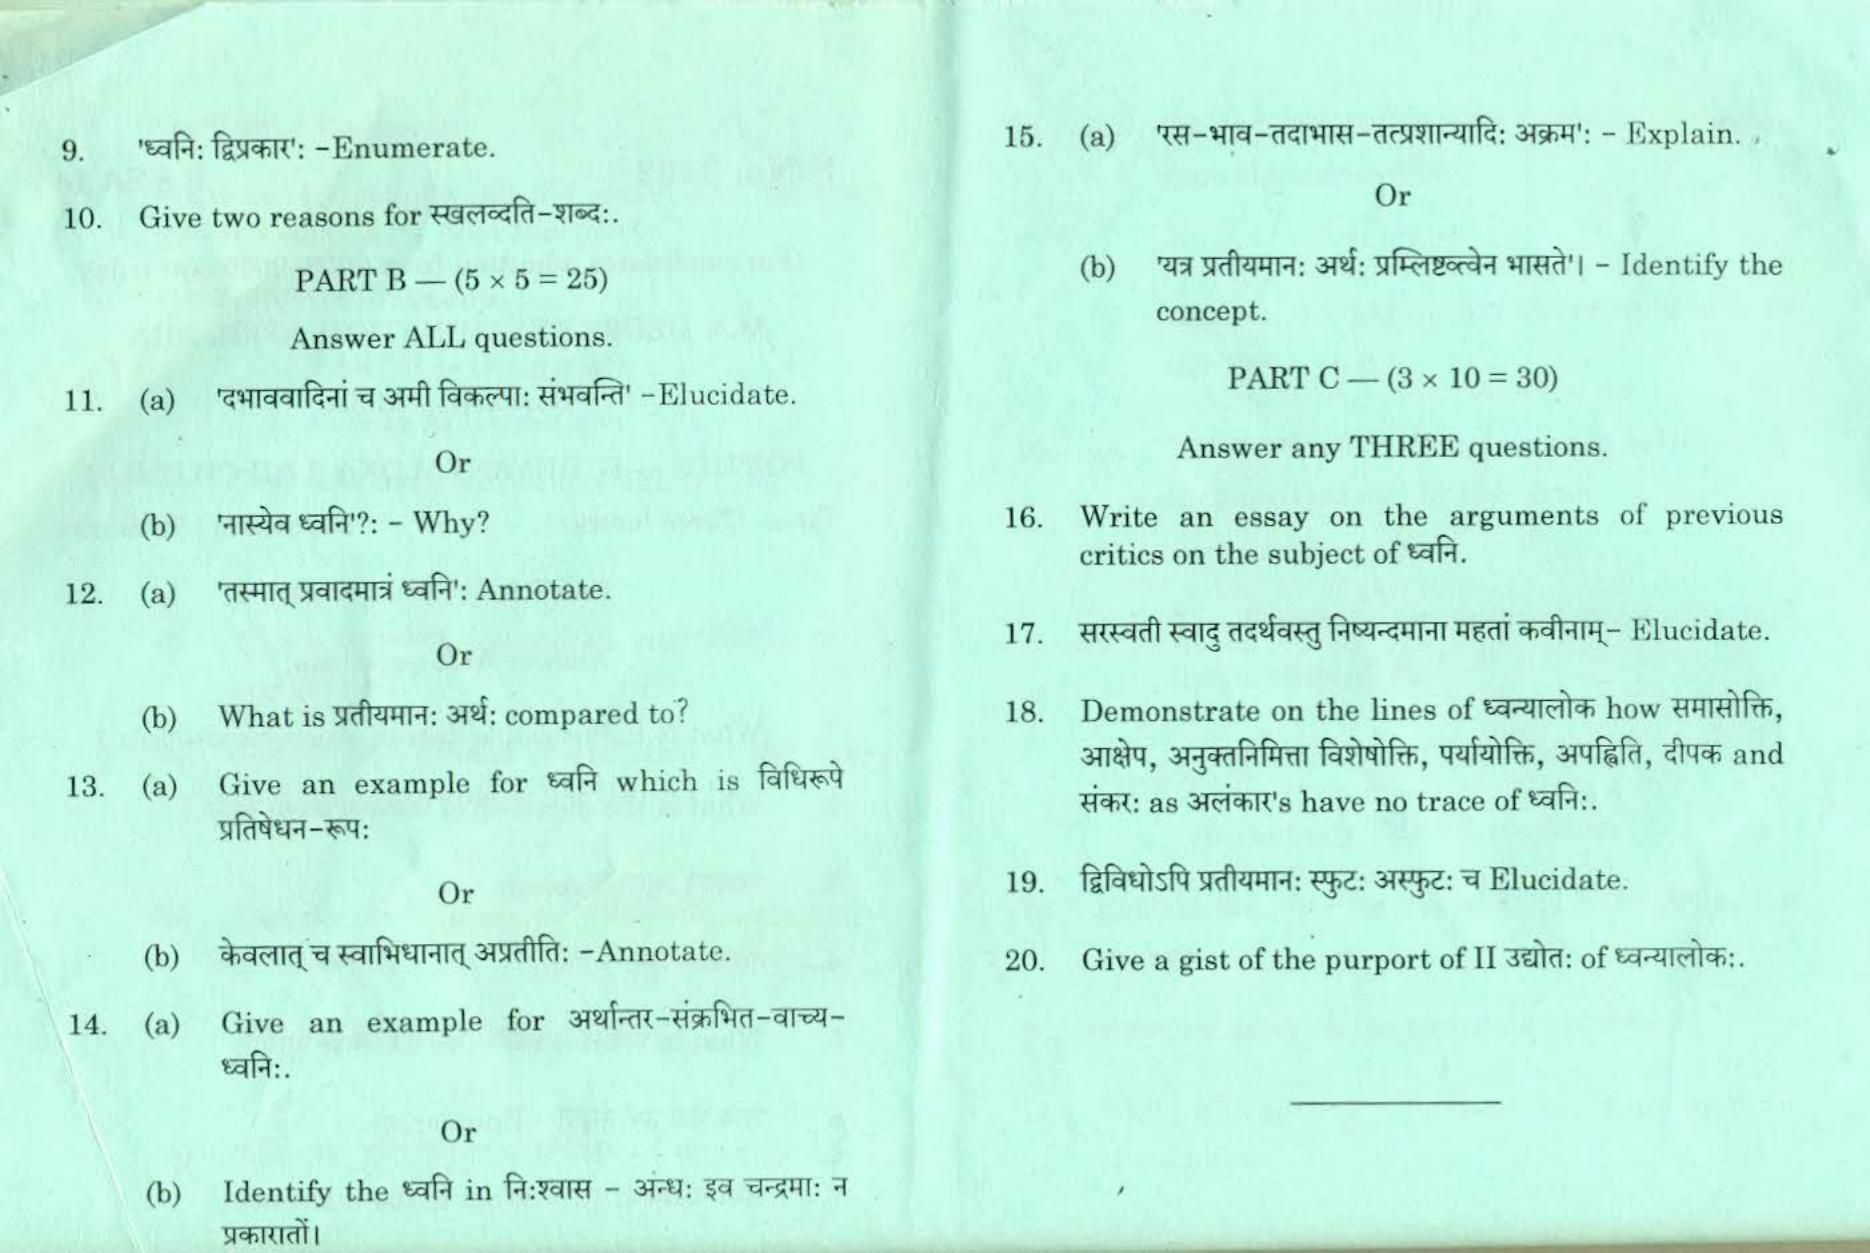 9. 'ध्वनि: द्विप्रकार': –Enumerate.
10. Give two reasons for स्खलव्दति-शब्द:.
PART B — (5 × 5 = 25)
Answer ALL questions.
11. (a) 'दभाववादिनां च अमी विकल्पा: संभवन्ति' –Elucidate.
Or
(b) 'नास्येव ध्वनि'?: – Why?
12. (a) 'तस्मात् प्रवादमात्रं ध्वनि': Annotate.
Or
(b) What is प्रतीयमान: अर्थ: compared to?
13. (a) Give an example for ध्वनि which is विधिरूपे
प्रतिषेधन-रूप:
Or
(b) केवलात् च स्वाभिधानात् अप्रतीति: –Annotate.
14. (a) Give an example for अर्थान्तर-संक्रभित-वाच्य-
ध्वनि:.
Or
(b) Identify the ध्वनि in नि:श्वास – अंन्ध: इव चन्द्रमा: न
प्रकारातों।
15. (a) 'रस-भाव-तदाभास-तत्प्रशान्यादि: अक्रम': – Explain.
Or
(b) 'यत्र प्रतीयमान: अर्थ: प्रम्लिष्टव्त्वेन भासते'। – Identify the
concept.
PART C — (3 × 10 = 30)
Answer any THREE questions.
16. Write an essay on the arguments of previous
critics on the subject of ध्वनि.
17. सरस्वती स्वादु तदर्थवस्तु निष्यन्दमाना महतां कवीनाम्– Elucidate.
18. Demonstrate on the lines of ध्वन्यालोक how समासोक्ति,
आक्षेप, अनुक्तनिमित्ता विशेषोक्ति, पर्यायोक्ति, अपह्निति, दीपक and
संकर: as अलंकार's have no trace of ध्वनि:.
19. द्विविधोऽपि प्रतीयमान: स्फुट: अस्फुट: च Elucidate.
20. Give a gist of the purport of II उद्योत: of ध्वन्यालोक:.